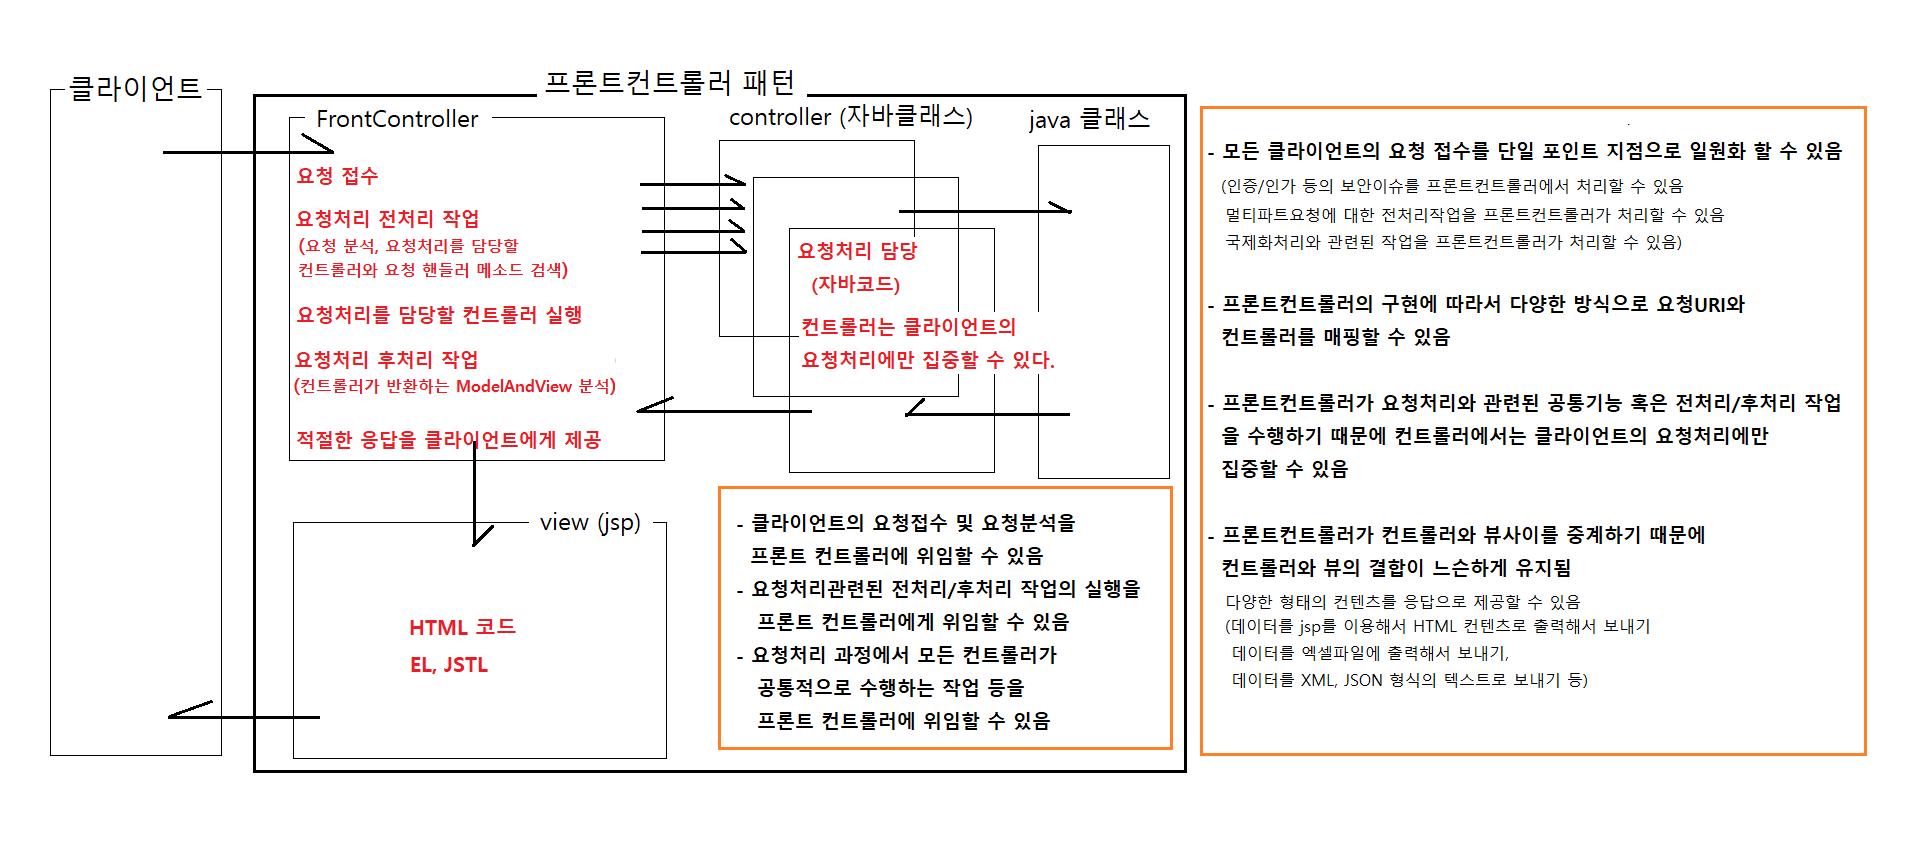 클라이언트
프론트컨트롤러 패턴
FrontController
요청 접수
요청처리 전처리 작업
(요청 분석, 요청처리를 담당할
컨트롤러와 요청 핸들러 메소드 검색)
요청처리를 담당할 컨트롤러 실행
요청처리 후처리 작업
(컨트롤러가 반환하는 ModelAndView 분석)
적절한 응답을 클라이언트에게 제공
controller (자바클래스)
요청처리 담당
(자바코드)
컨트롤러는 클라이언트의
요청처리에만 집중할 수 있다.
java 클래스
view (jsp)
HTML 코드
EL, JSTL
- 클라이언트의 요청접수 및 요청분석을
프론트 컨트롤러에 위임할 수 있음
- 요청처리관련된 전처리/후처리 작업의 실행을
프론트 컨트롤러에게 위임할 수 있음
- 요청처리 과정에서 모든 컨트롤러가
공통적으로 수행하는 작업 등을
프론트 컨트롤러에 위임할 수 있음
- 모든 클라이언트의 요청 접수를 단일 포인트 지점으로 일원화 할 수 있음
(인증/인가 등의 보안이슈를 프론트컨트롤러에서 처리할 수 있음
멀티파트요청에 대한 전처리작업을 프론트컨트롤러가 처리할 수 있음
국제화처리와 관련된 작업을 프론트컨트롤러가 처리할 수 있음)
- 프론트컨트롤러의 구현에 따라서 다양한 방식으로 요청URI와
컨트롤러를 매핑할 수 있음
- 프론트컨트롤러가 요청처리와 관련된 공통기능 혹은 전처리/후처리 작업
을 수행하기 때문에 컨트롤러에서는 클라이언트의 요청처리에만
집중할 수 있음
- 프론트컨트롤러가 컨트롤러와 뷰사이를 중계하기 때문에
컨트롤러와 뷰의 결합이 느슨하게 유지됨
다양한 형태의 컨텐츠를 응답으로 제공할 수 있음
(데이터를 jsp를 이용해서 HTML 컨텐츠로 출력해서 보내기
데이터를 엑셀파일에 출력해서 보내기,
데이터를 XML, JSON 형식의 텍스트로 보내기 등)